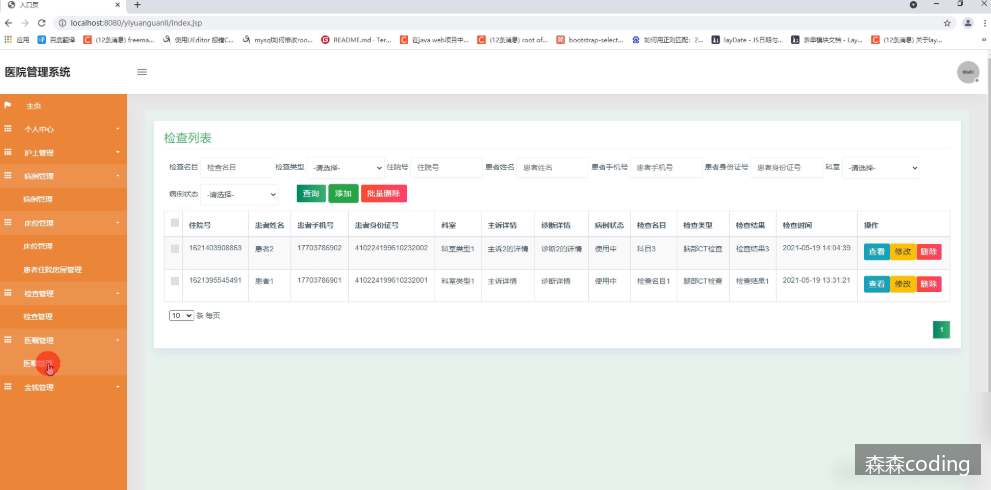 入口页
localhost:8080/yiyuanguanli/index.jsp
应用 百度翻译 (12条消息) freema... 使用UEditor 报错C... mysql如何修改roo... README.md · Ter... 在java web项目中... (12条消息) root of... bootstrap-select... 如何用正则匹配：2... layDate - JS日期与... 表单模块文档 - Lay... (12条消息) 关于lay...
医院管理系统
主页
个人中心
护士管理
病例管理
病例管理
床位管理
床位管理
患者住院房屋管理
检查管理
检查管理
医嘱管理
医嘱管理
金钱管理
检查列表
检查名目 检查名目 检查类型 -请选择- 住院号 住院号 患者姓名 患者姓名 患者手机号 患者手机号 患者身份证号 患者身份证号 科室 -请选择-
病例状态 -请选择- 查询 添加 批量删除
住院号 患者姓名 患者手机号 患者身份证号 科室 主诉详情 诊断详情 病例状态 检查名目 检查类型 检查结果 检查时间 操作
1621403908863 患者2 17703786902 410224199610232002 科室类型1 主诉2的详情 诊断2的详情 使用中 科目3 脑部CT检查 检查结果3 2021-05-19 14:04:39 查看 修改 删除
1621395545491 患者1 17703786901 410224199610232001 科室类型1 主诉详情 诊断详情 使用中 检查名目1 腿部CT检查 检查结果1 2021-05-19 13:31:21 查看 修改 删除
10 条 每页
1
森森coding